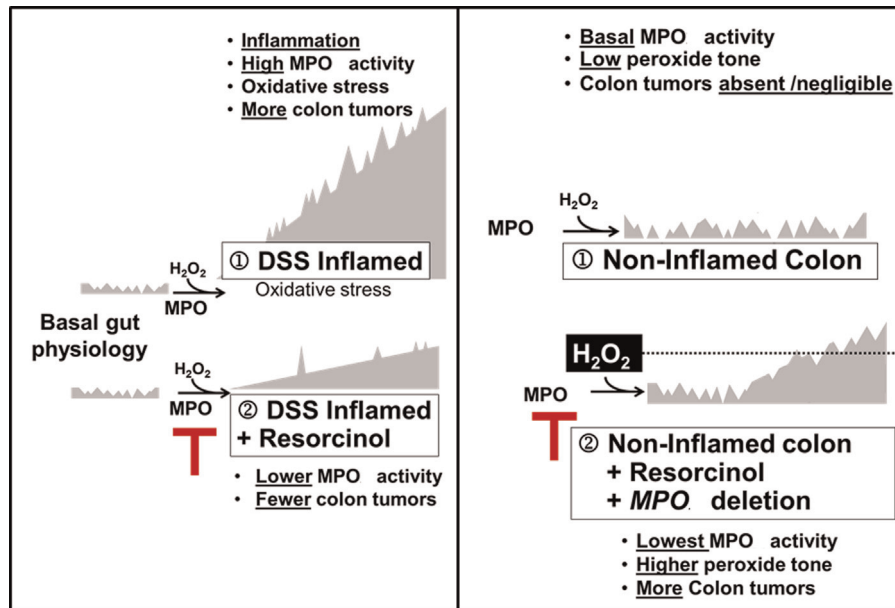 • Inflammation
• High MPO activity
• Oxidative stress
• More colon tumors
H₂O₂
MPO
① DSS Inflamed
Oxidative stress
Basal gut
physiology
H₂O₂
MPO
② DSS Inflamed
+ Resorcinol
• Lower MPO activity
• Fewer colon tumors
• Basal MPO activity
• Low peroxide tone
• Colon tumors absent /negligible
MPO
H₂O₂
① Non-Inflamed Colon
H₂O₂
MPO
② Non-Inflamed colon
+ Resorcinol
+ MPO deletion
• Lowest MPO activity
• Higher peroxide tone
• More Colon tumors